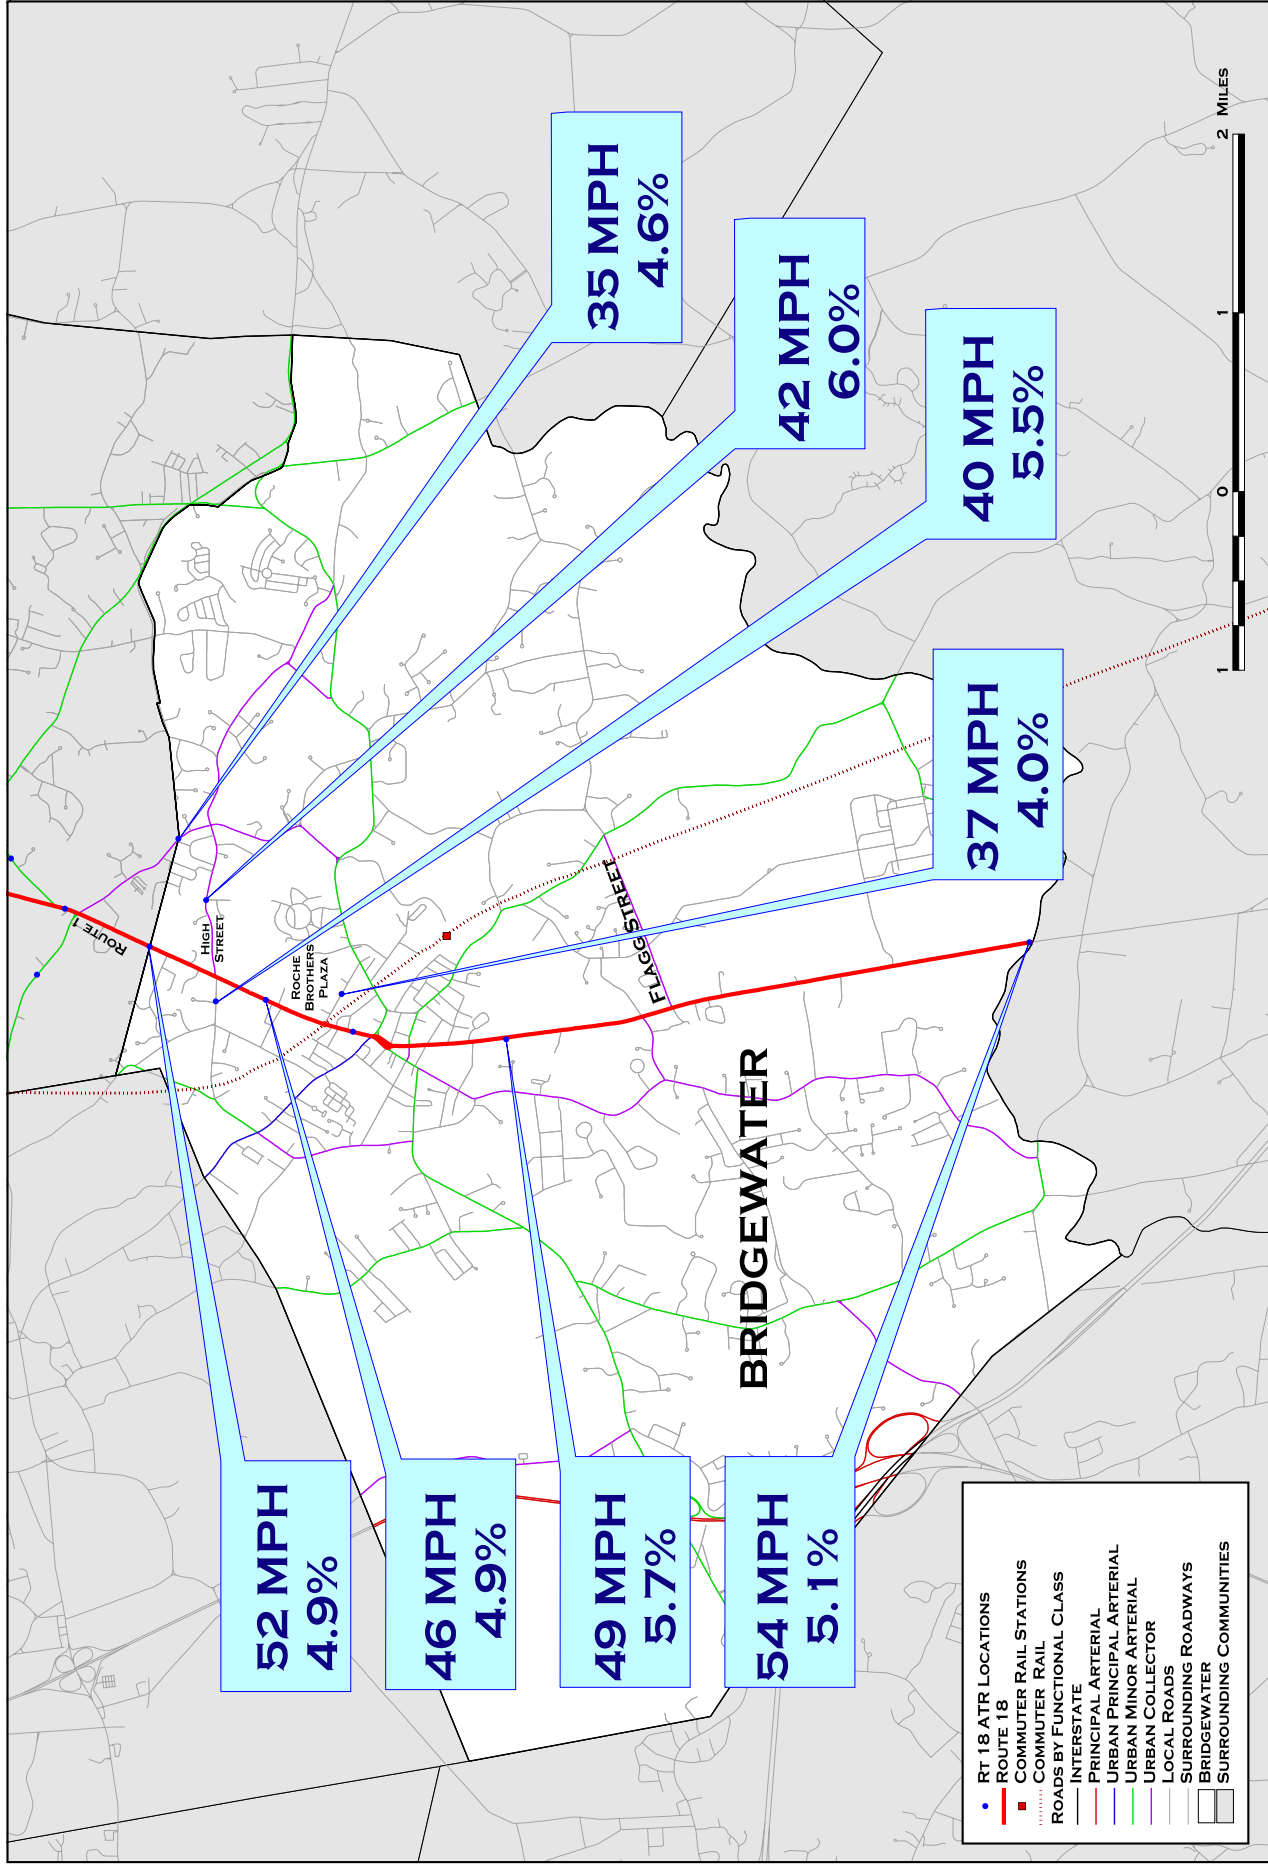 52 MPH
4.9%
46 MPH
4.9%
49 MPH
5.7%
54 MPH
5.1%
35 MPH
4.6%
42 MPH
6.0%
40 MPH
5.5%
37 MPH
4.0%
ROUTE 1
HIGH
STREET
ROCHE
BROTHERS
PLAZA
FLAGG STREET
BRIDGEWATER
RT 18 ATR LOCATIONS
ROUTE 18
COMMUTER RAIL STATIONS
COMMUTER RAIL
ROADS BY FUNCTIONAL CLASS
INTERSTATE
PRINCIPAL ARTERIAL
URBAN PRINCIPAL ARTERIAL
URBAN MINOR ARTERIAL
URBAN COLLECTOR
LOCAL ROADS
SURROUNDING ROADWAYS
BRIDGEWATER
SURROUNDING COMMUNITIES
1 0 1 2 MILES